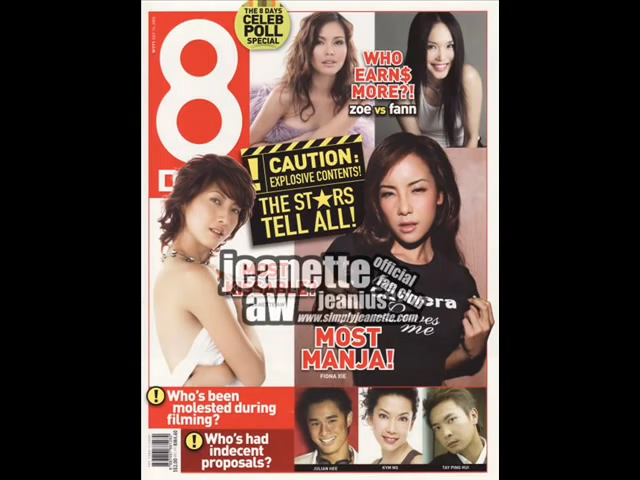 THE 8 DAYS
CELEB
POLL
SPECIAL
8
WHO
EARN$
MORE?!
zoe vs fann
! CAUTION:
EXPLOSIVE CONTENTS!
THE ST★RS
TELL ALL!
jeanette
aw
jeanius
official
fan club
www.simplyjeanette.com
me
MOST
MANJA!
FIONA XIE
! Who's been
molested during
filming?
! Who's had
indecent
proposals?
JULIAN HEE
KYM NG
TAY PING HUI